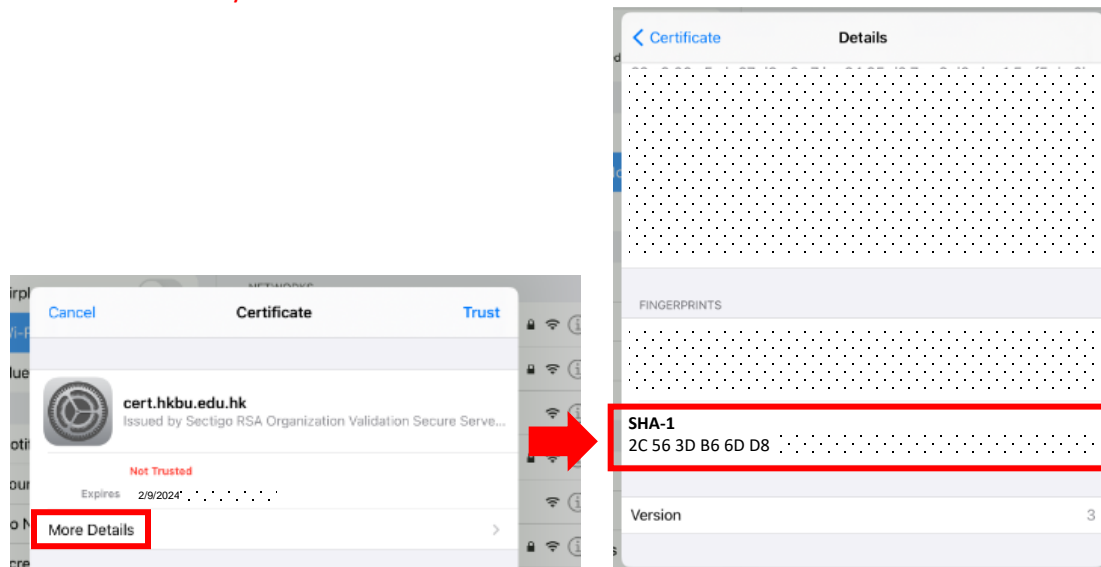 Cancel
Certificate
Trust
cert.hkbu.edu.hk
Issued by Sectigo RSA Organization Validation Secure Serve...
Not Trusted
Expires 2/9/2024
More Details
Certificate
Details
FINGERPRINTS
SHA-1
2C 56 3D B6 6D D8
Version 3